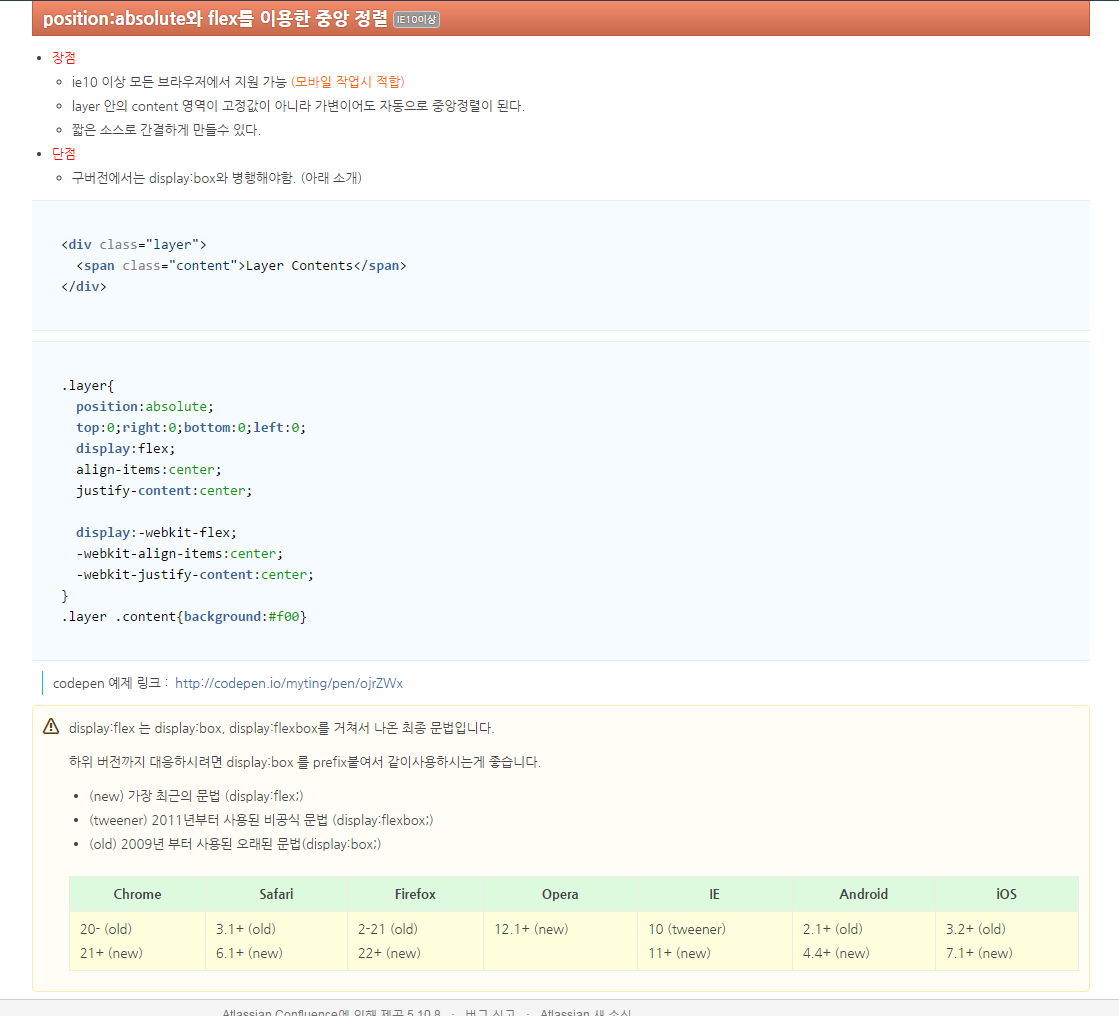 position:absolute와 flex를 이용한 중앙 정렬 IE10이상
장점
ie10 이상 모든 브라우저에서 지원 가능 (모바일 작업시 적합)
layer 안의 content 영역이 고정값이 아니라 가변이어도 자동으로 중앙정렬이 된다.
짧은 소스로 간결하게 만들수 있다.
단점
구버전에서는 display:box와 병행해야함. (아래 소개)
<div class="layer">
<span class="content">Layer Contents</span>
</div>
.layer{
position:absolute;
top:0;right:0;bottom:0;left:0;
display:flex;
align-items:center;
justify-content:center;
display:-webkit-flex;
-webkit-align-items:center;
-webkit-justify-content:center;
}
.layer .content{background:#f00}
codepen 예제 링크 : http://codepen.io/myting/pen/ojrZWx
display:flex 는 display:box, display:flexbox를 거쳐서 나온 최종 문법입니다.
하위 버전까지 대응하시려면 display:box 를 prefix붙여서 같이사용하시는게 좋습니다.
(new) 가장 최근의 문법 (display:flex;)
(tweener) 2011년부터 사용된 비공식 문법 (display:flexbox;)
(old) 2009년 부터 사용된 오래된 문법(display:box;)
Chrome Safari Firefox Opera IE Android iOS
20- (old) 3.1+ (old) 2-21 (old) 12.1+ (new) 10 (tweener) 2.1+ (old) 3.2+ (old)
21+ (new) 6.1+ (new) 22+ (new) 11+ (new) 4.4+ (new) 7.1+ (new)
Atlassian Confluence에 의해 제공 5.10.8 · 버그 신고 · Atlassian 새 소식